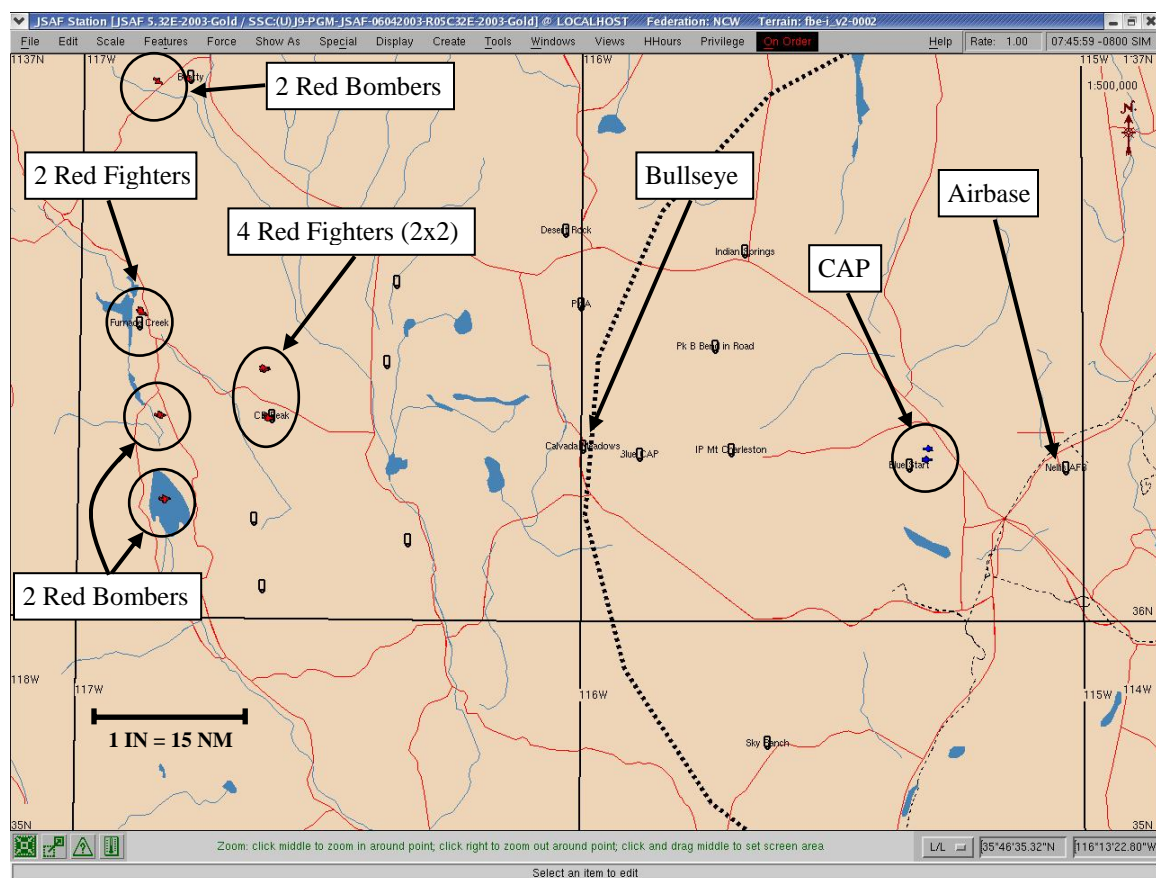 JSAF Station [JSAF 5.32E-2003-Gold / SSC:(U)J9-PGM-JSAF-06042003-R05C32E-2003-Gold] @ LOCALHOST Federation: NCW Terrain: fbe-i_v2-0002
File Edit Scale Features Force Show As Special Display Create Tools Windows Views HHours Privilege On Order Help Rate: 1.00 07:45:59 -0800 SIM
1137N 117W 116W 115W 1'37N
1:500,000
N
2 Red Bombers
2 Red Fighters
Bullseye
Airbase
4 Red Fighters (2x2)
Desert Rock
Indian Springs
CAP
Furnace Creek
Pk B Bend in Road
Calvada Meadows
IP Mt Charleston
Blue CAP
Blue Start
Nellis AFB
2 Red Bombers
36N
118W 117W 116W 115W 114W
1 IN = 15 NM
Sky Ranch
35N 35N
Zoom: click middle to zoom in around point; click right to zoom out around point; click and drag middle to set screen area
L/L 35°46'35.32"N 116°13'22.80"W
Select an item to edit